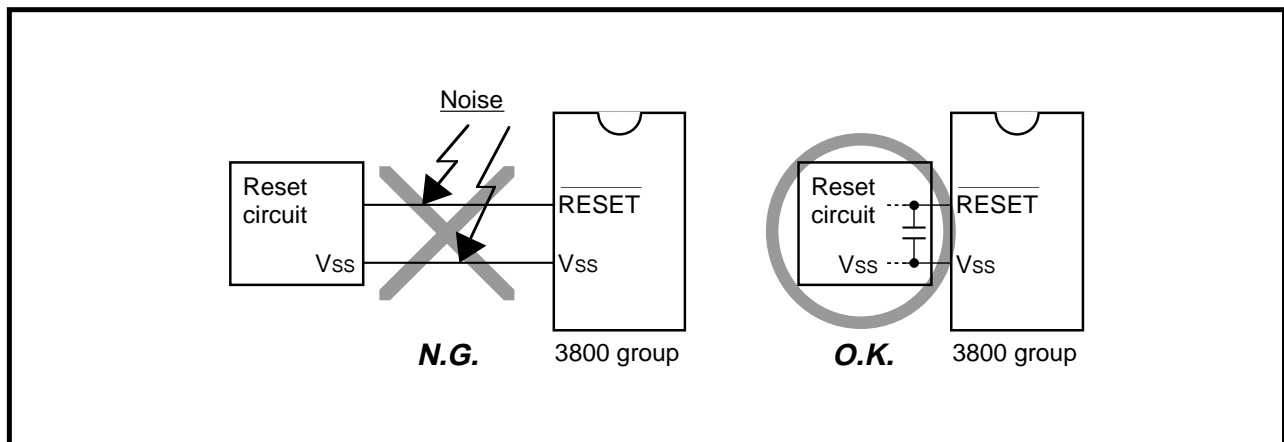 Noise
Reset
circuit
RESET
Vss
Vss
N.G.
3800 group
Reset
circuit
RESET
Vss
Vss
O.K.
3800 group